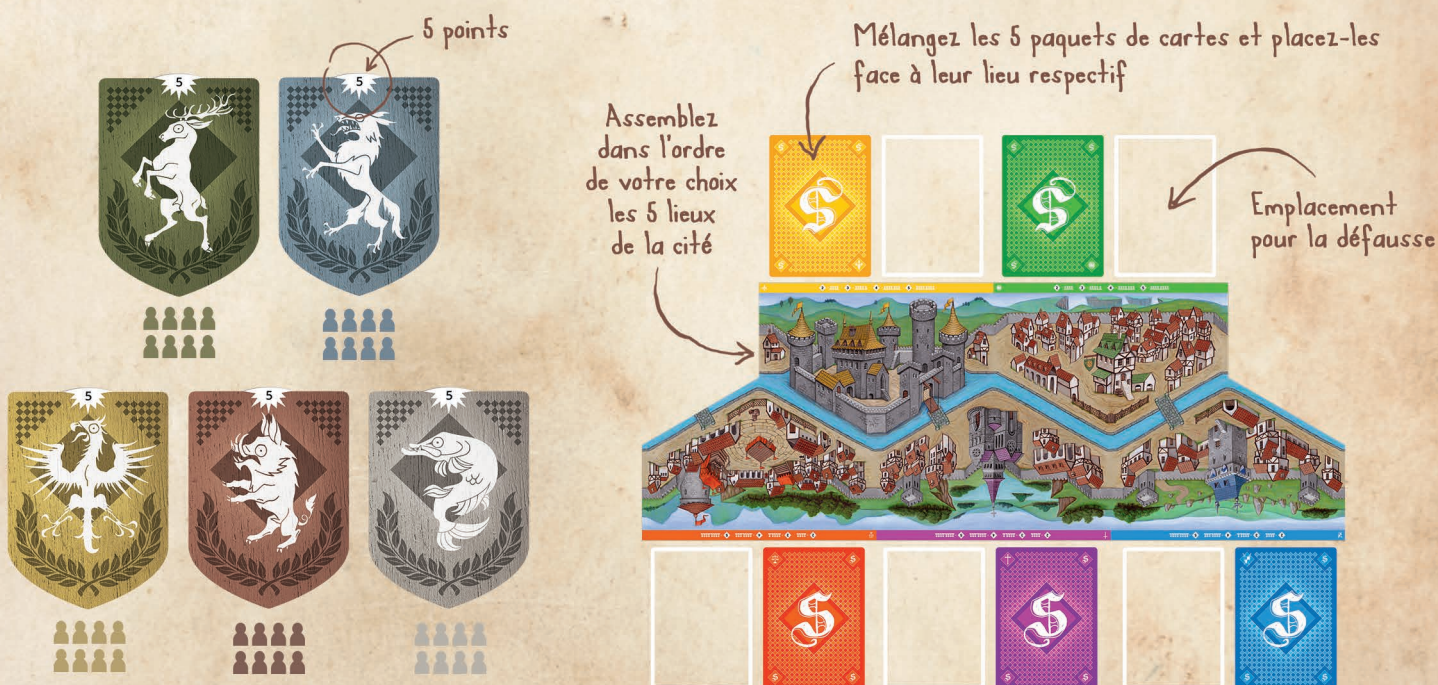 5 points
5
5
5
5
5
Assemblez
dans l'ordre
de votre choix
les 5 lieux
de la cité
Mélangez les 5 paquets de cartes et placez-les
face à leur lieu respectif
S
S
Emplacement
pour la défausse
S
S
S